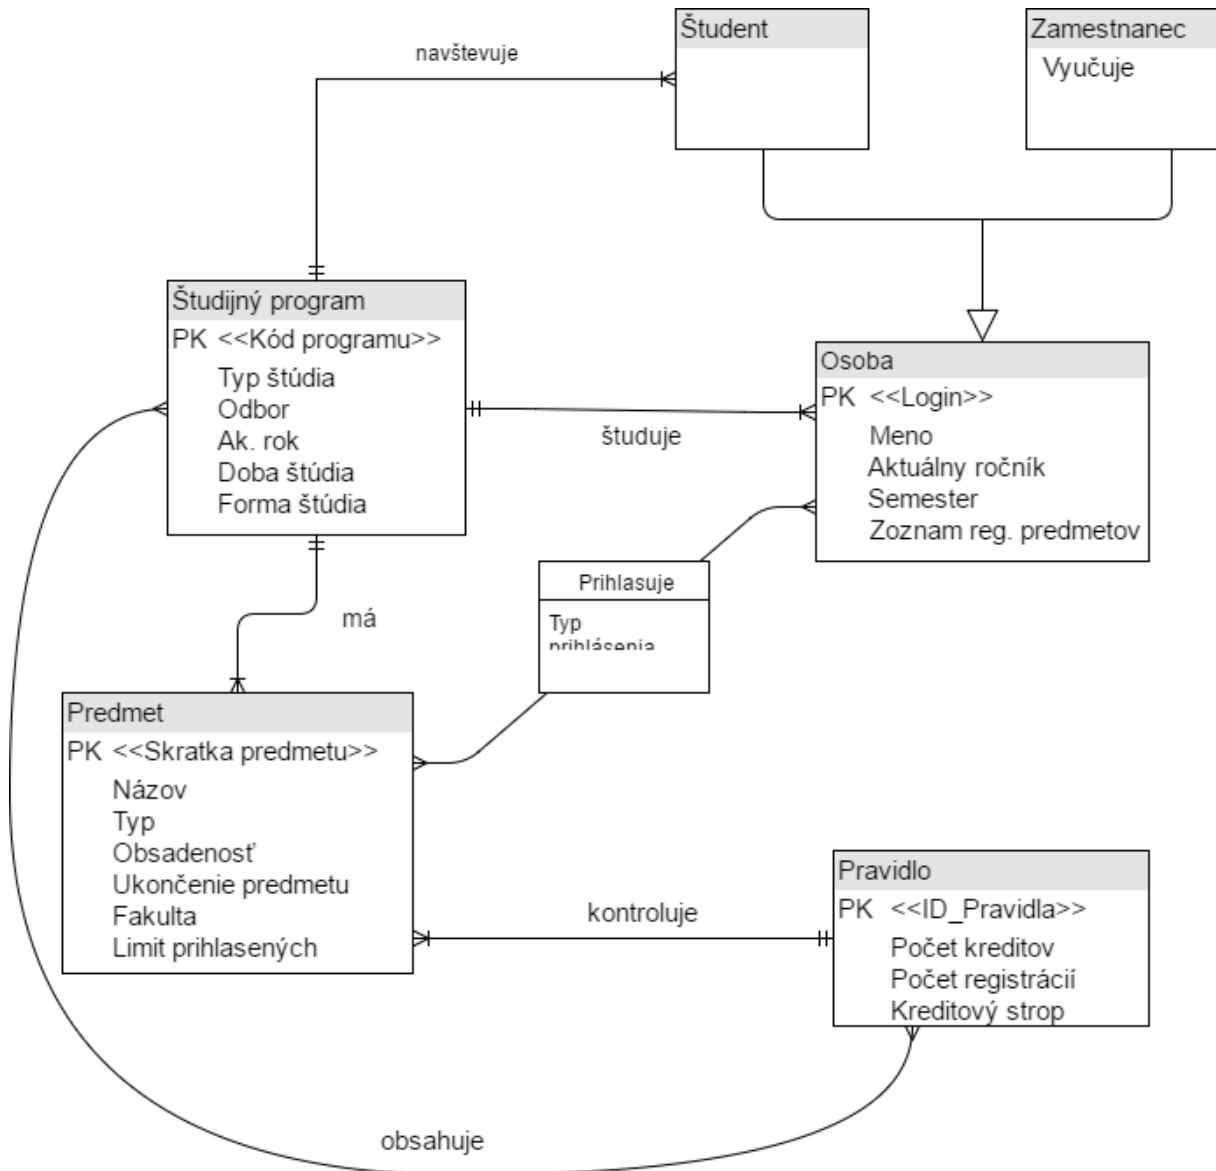 Študent
Zamestnanec
Vyučuje
navštevuje
Študijný program
PK <<Kód programu>>
Typ štúdia
Odbor
Ak. rok
Doba štúdia
Forma štúdia
Osoba
PK <<Login>>
Meno
Aktuálny ročník
Semester
Zoznam reg. predmetov
študuje
Prihlasuje
Typ
prihlásenia
má
Predmet
PK <<Skratka predmetu>>
Názov
Typ
Obsadenosť
Ukončenie predmetu
Fakulta
Limit prihlasených
kontroluje
Pravidlo
PK <<ID_Pravidla>>
Počet kreditov
Počet registrácií
Kreditový strop
obsahuje